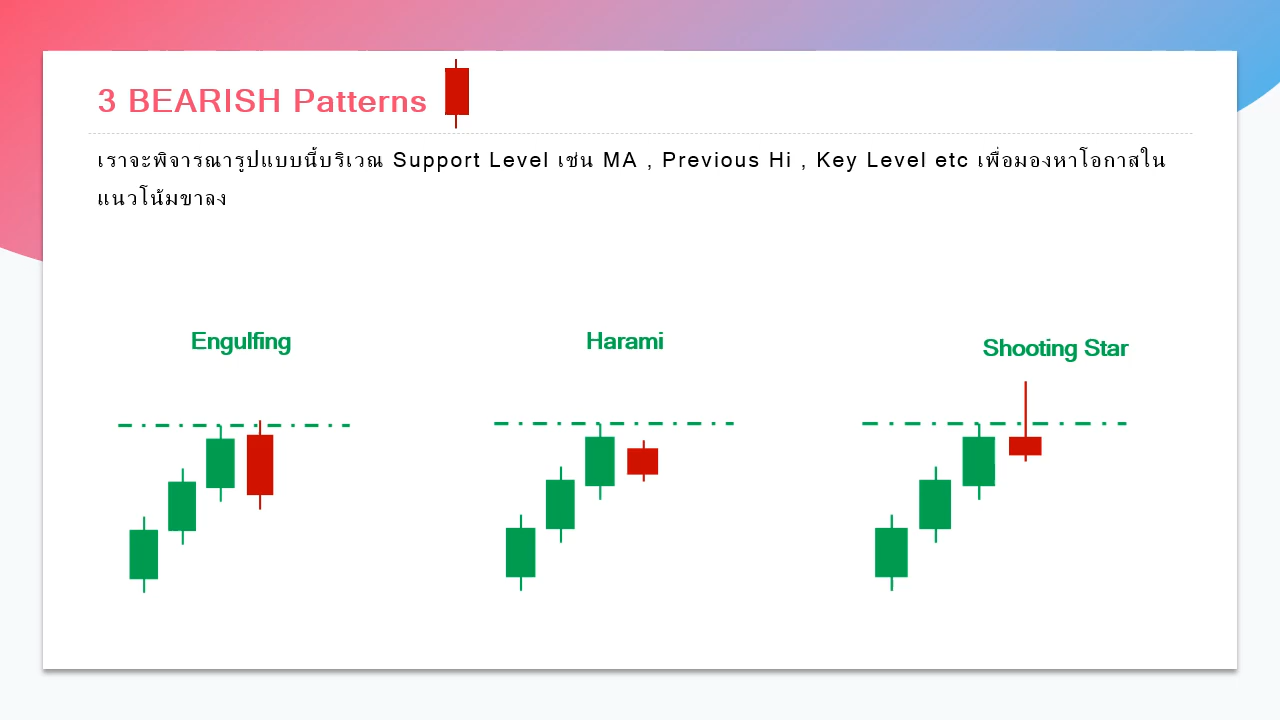 3 BEARISH Patterns
เราจะพิจารณารูปแบบนี้บริเวณ Support Level เช่น MA , Previous Hi , Key Level etc เพื่อมองหาโอกาสใน
แนวโน้มขาลง
Engulfing
Harami
Shooting Star